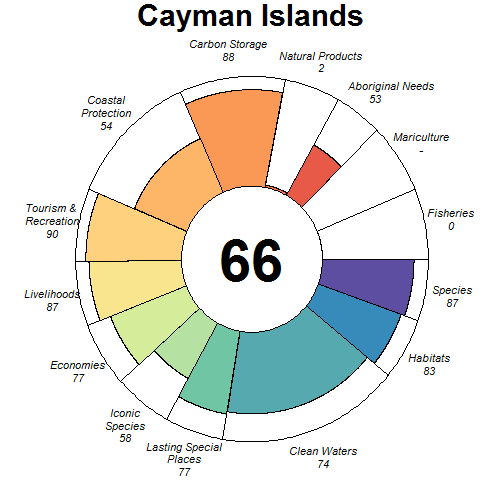 Cayman Islands
Carbon Storage
88
Natural Products
2
Aboriginal Needs
53
Mariculture
-
Fisheries
0
Species
87
Habitats
83
Clean Waters
74
Lasting Special
Places
77
Iconic
Species
58
Economies
77
Livelihoods
87
Tourism &
Recreation
90
Coastal
Protection
54
66